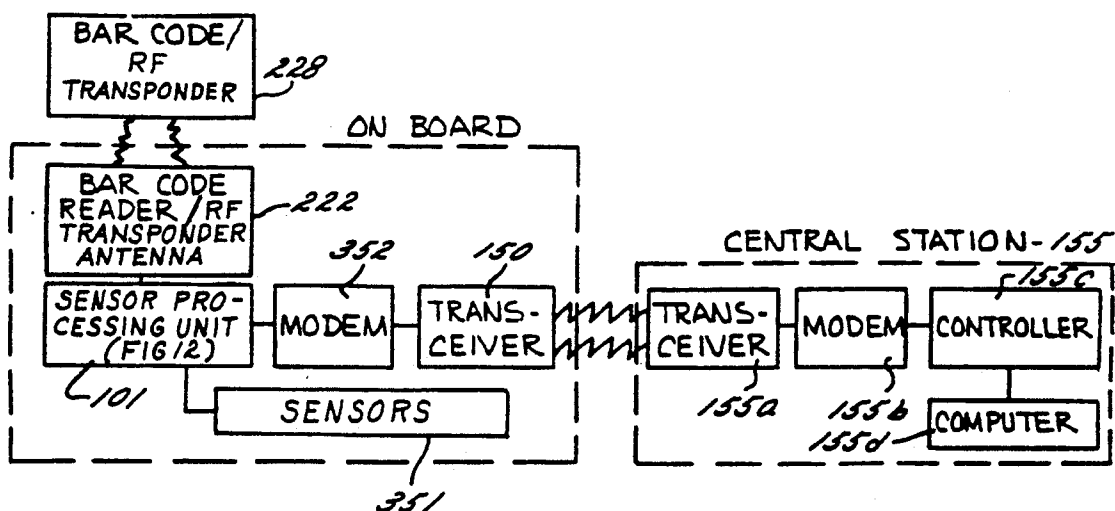 BAR CODE/
RF
TRANSPONDER
228
ON BOARD
BAR CODE
READER/RF
TRANSPONDER
ANTENNA
222
SENSOR PRO-
CESSING UNIT
(FIG 12)
101
352
MODEM
150
TRANS-
CEIVER
SENSORS
351
CENTRAL STATION-155
TRANS-
CEIVER
155a
MODEM
155b
155c
CONTROLLER
COMPUTER
155d